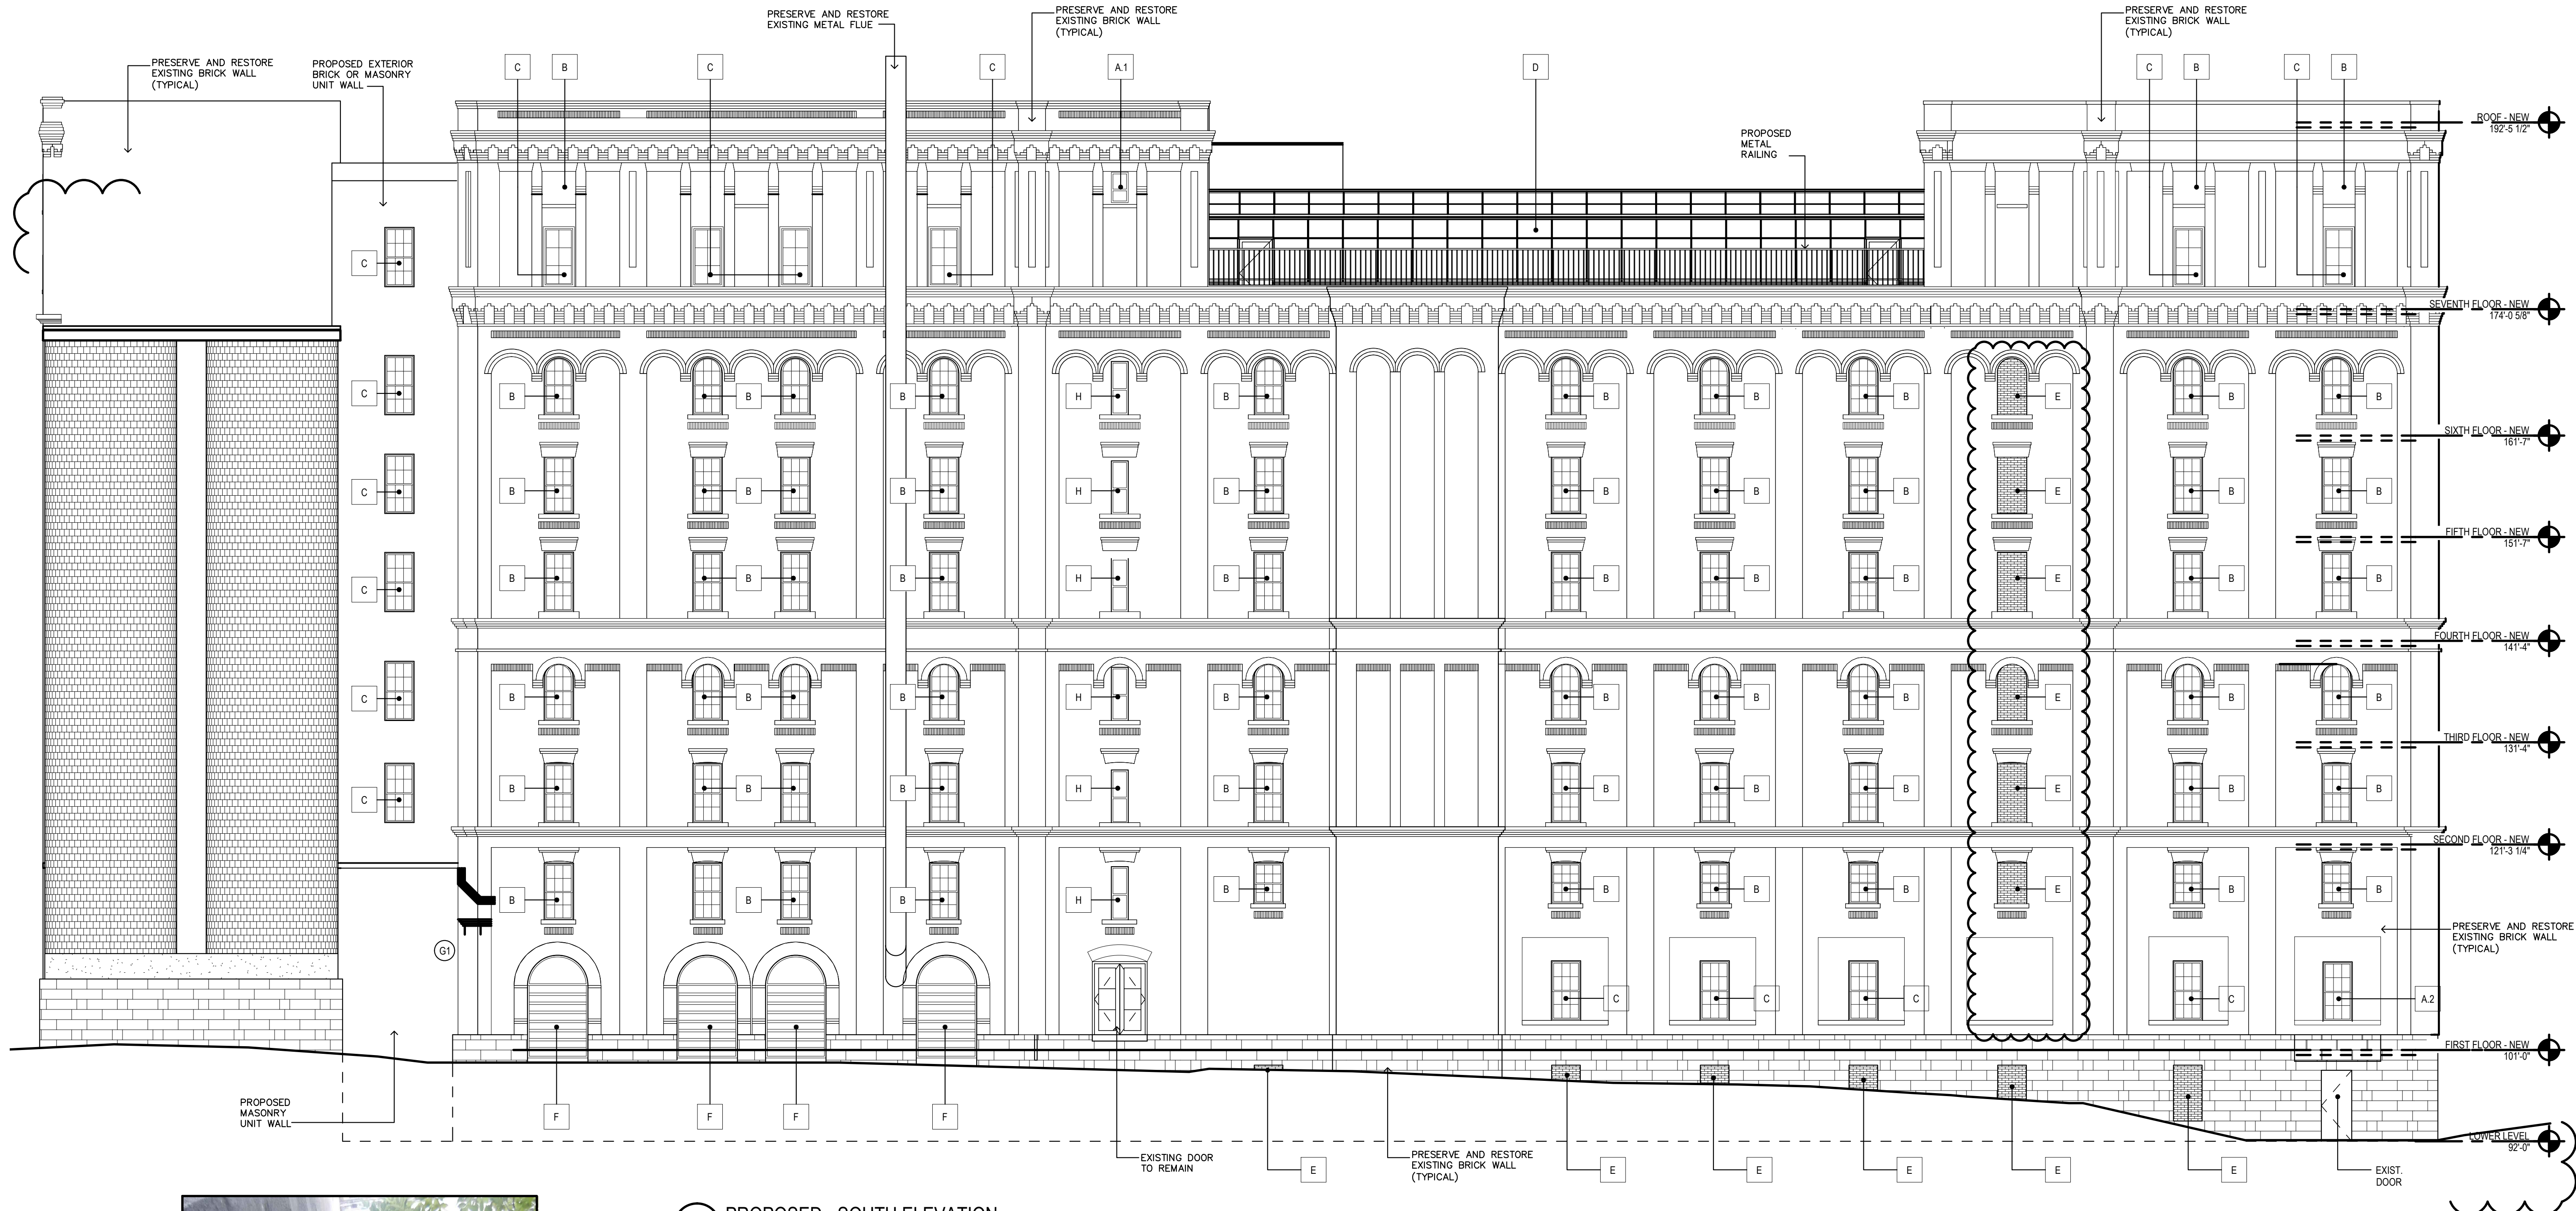 PRESERVE AND RESTORE
EXISTING METAL FLUE
PRESERVE AND RESTORE
EXISTING BRICK WALL
(TYPICAL)
PRESERVE AND RESTORE
EXISTING BRICK WALL
(TYPICAL)
PRESERVE AND RESTORE
EXISTING BRICK WALL
(TYPICAL)
PROPOSED EXTERIOR
BRICK OR MASONRY
UNIT WALL
C B C C A.1 D C B C B
ROOF - NEW
192'-5 1/2"
PROPOSED
METAL
RAILING
C
SEVENTH FLOOR - NEW
174'-0 5/8"
C B B B H B B B B E B B
SIXTH FLOOR - NEW
161'-7"
C B B B H B B B B E B B
FIFTH FLOOR - NEW
151'-7"
C B B B H B B B B E B B
FOURTH FLOOR - NEW
141'-4"
C B B B H B B B B E B B
THIRD FLOOR - NEW
131'-4"
C B B B H B B B B E B B
SECOND FLOOR - NEW
121'-3 1/4"
B B B H B B B B E B B
PRESERVE AND RESTORE
EXISTING BRICK WALL
(TYPICAL)
G1
C C C C A.2
FIRST FLOOR - NEW
101'-0"
PROPOSED
MASONRY
UNIT WALL
F F F F
LOWER LEVEL
92'-0"
EXISTING DOOR
TO REMAIN
E
PRESERVE AND RESTORE
EXISTING BRICK WALL
(TYPICAL)
E E E E E
EXIST.
DOOR
PROPOSED - SOUTH ELEVATION